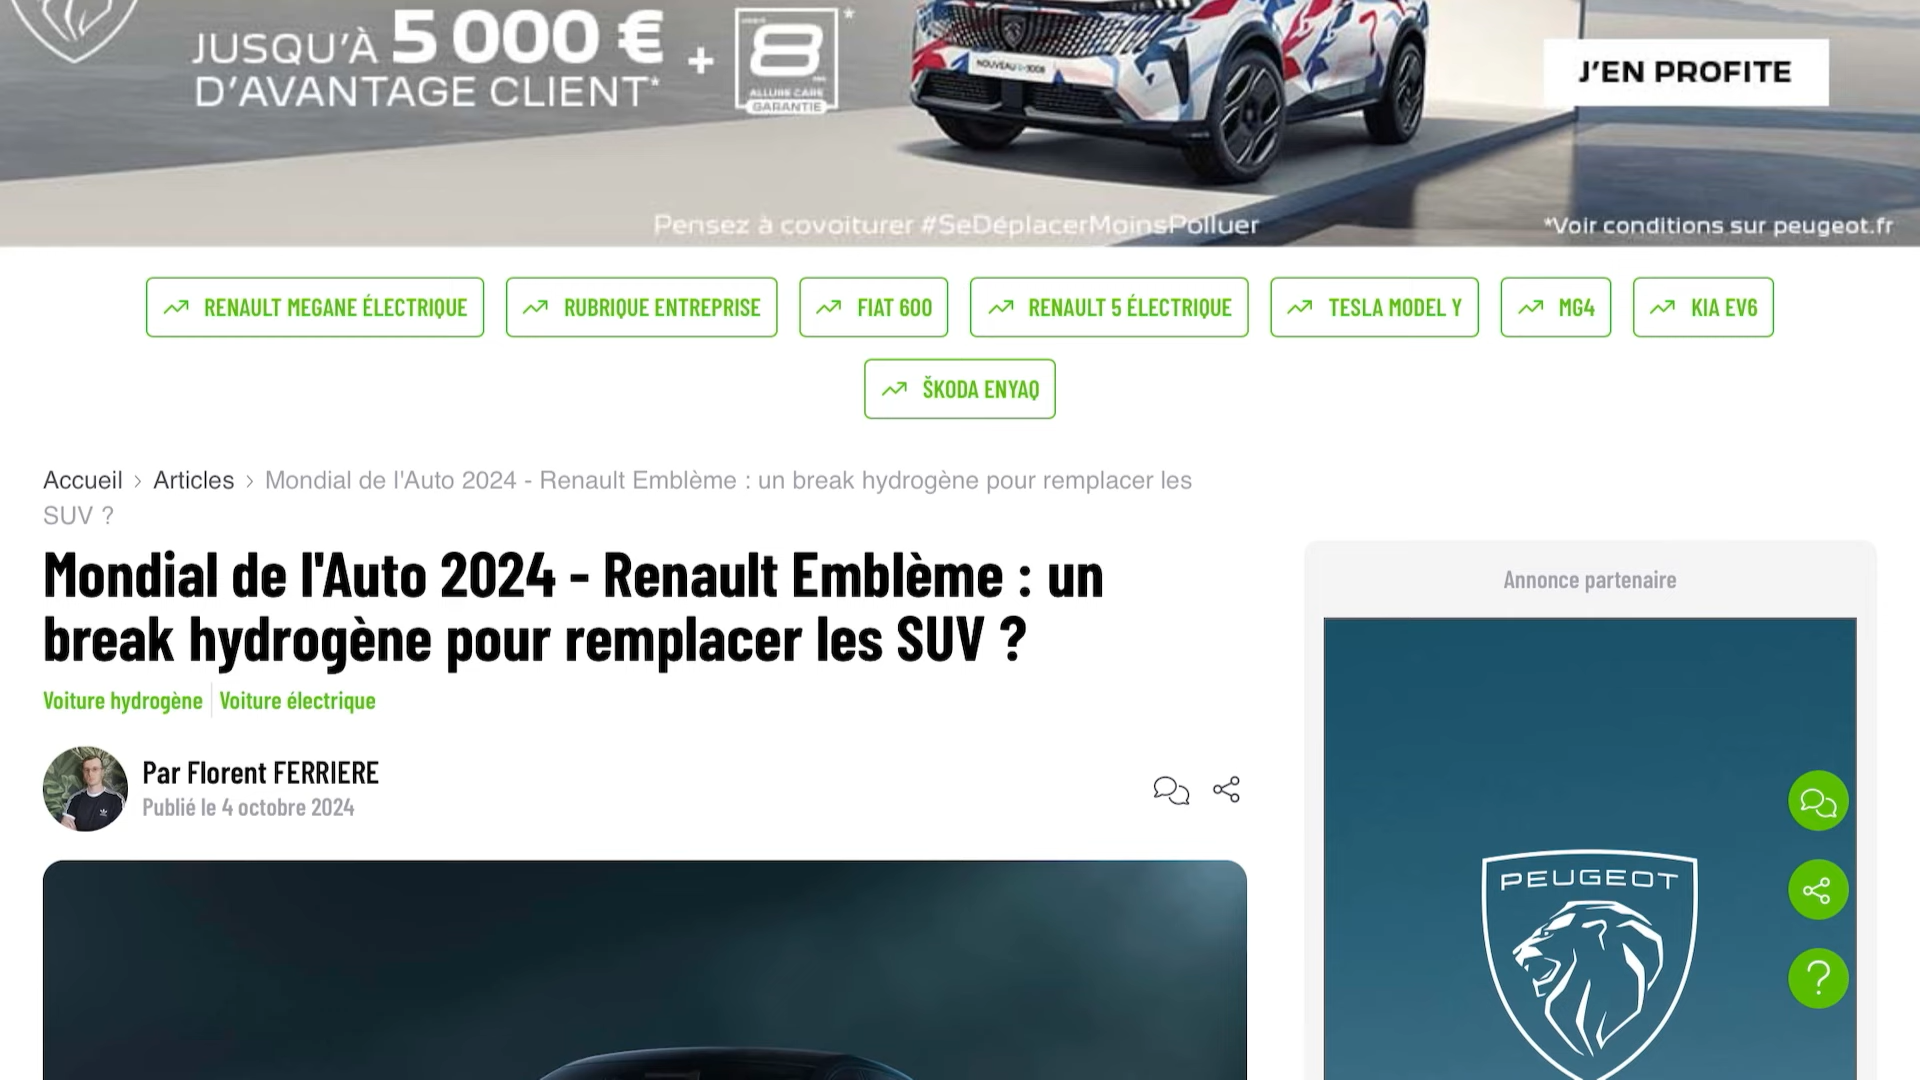 JUSQU'À 5 000 € + 8 *
D'AVANTAGE CLIENT*
ALLURE CARE
GARANTIE
NOUVEAU E-3008
J'EN PROFITE
Pensez à covoiturer #SeDéplacerMoinsPolluer
*Voir conditions sur peugeot.fr
RENAULT MEGANE ÉLECTRIQUE
RUBRIQUE ENTREPRISE
FIAT 600
RENAULT 5 ÉLECTRIQUE
TESLA MODEL Y
MG4
KIA EV6
ŠKODA ENYAQ
Accueil > Articles > Mondial de l'Auto 2024 - Renault Emblème : un break hydrogène pour remplacer les
SUV ?
Mondial de l'Auto 2024 - Renault Emblème : un
break hydrogène pour remplacer les SUV ?
Voiture hydrogène | Voiture électrique
Par Florent FERRIERE
Publié le 4 octobre 2024
Annonce partenaire
PEUGEOT
?